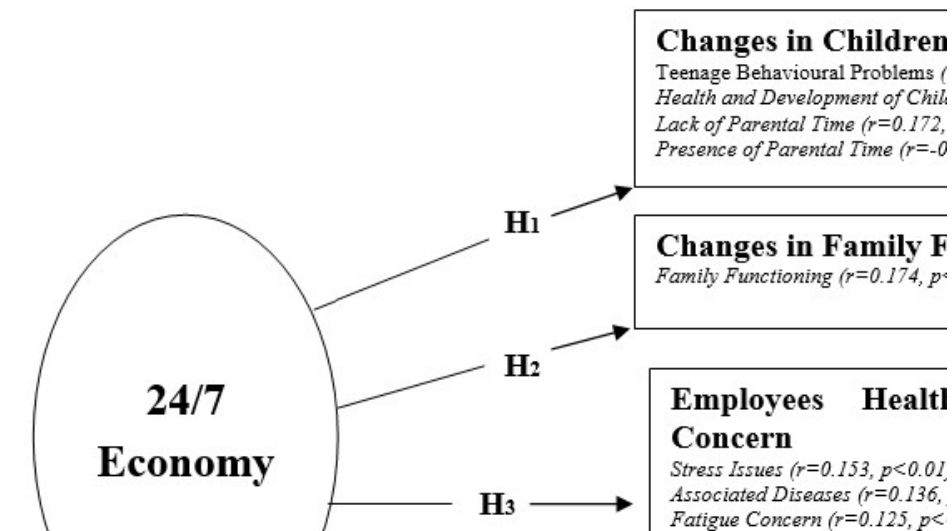 Changes in Children
Teenage Behavioural Problems (
Health and Development of Chil
Lack of Parental Time (r=0.172,
Presence of Parental Time (r=-0
H1
Changes in Family F
Family Functioning (r=0.174, p<
H2
24/7
Economy
Employees Health
Concern
Stress Issues (r=0.153, p<0.01)
Associated Diseases (r=0.136,
Fatigue Concern (r=0.125, p<
H3